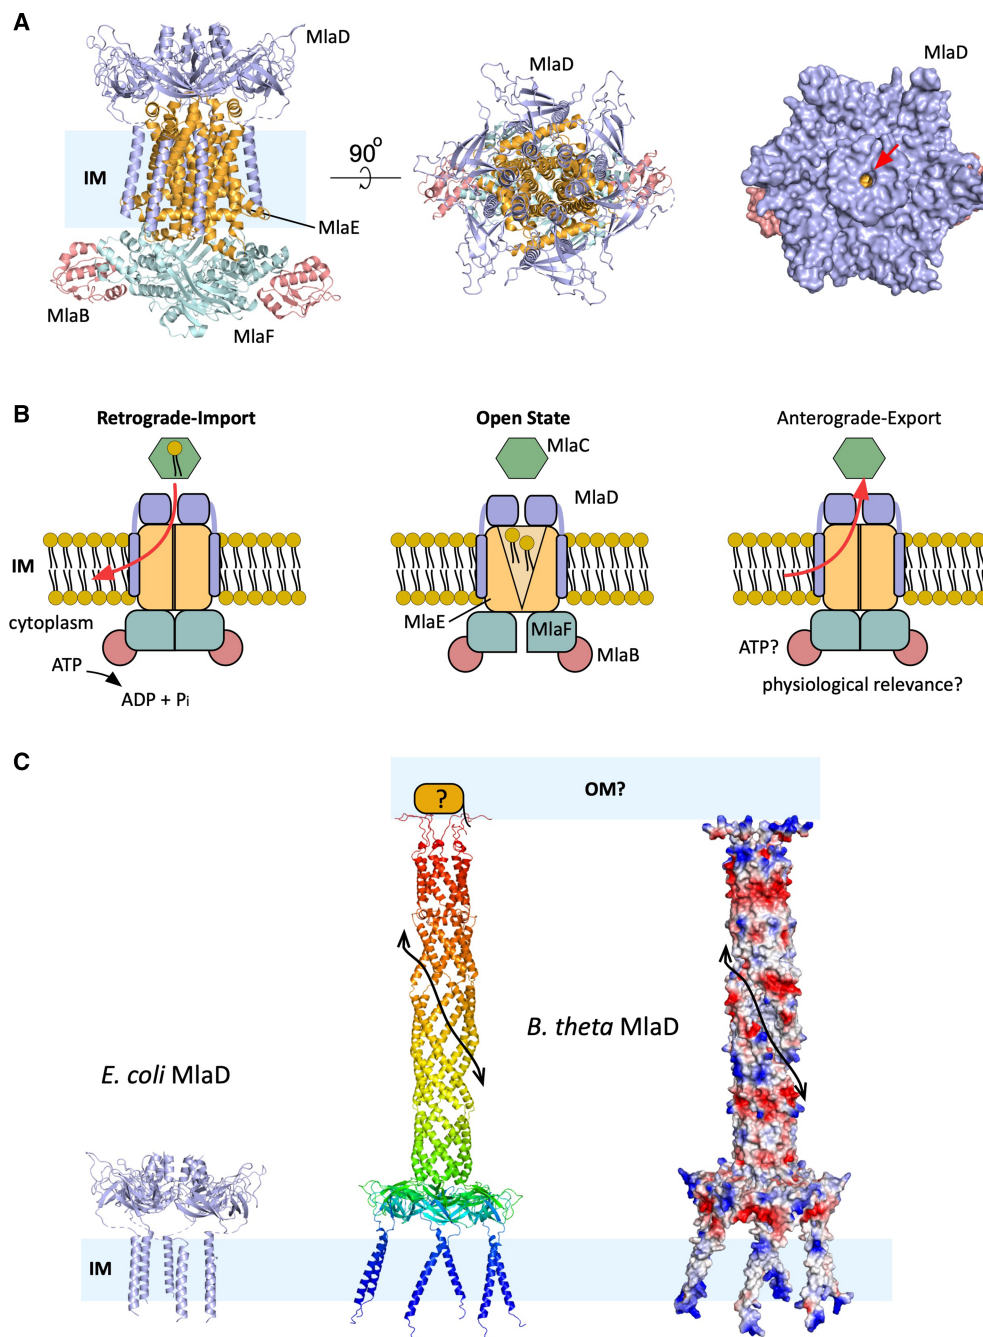 A
MlaD
IM
MlaE
MlaB
MlaF
90°
MlaD
MlaD
B
Retrograde-Import
Open State
Anterograde-Export
MlaC
MlaD
IM
cytoplasm
MlaE
MlaF
MlaB
ATP
ADP + Pi
ATP?
physiological relevance?
C
OM?
?
B. theta MlaD
E. coli MlaD
IM